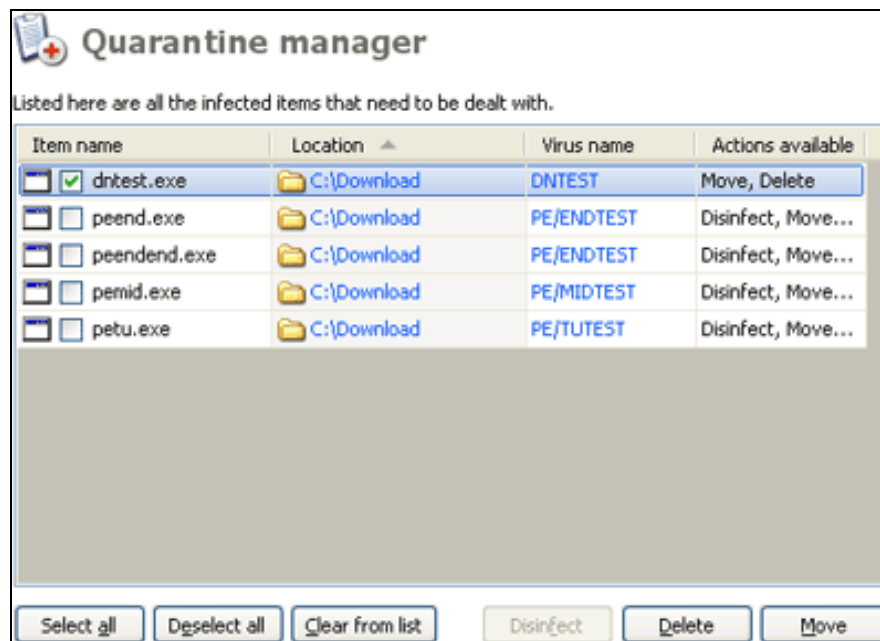 Quarantine manager
Listed here are all the infected items that need to be dealt with.
Item name Location Virus name Actions available
dntest.exe C:\Download DNTEST Move, Delete
peend.exe C:\Download PE/ENDTEST Disinfect, Move...
peendend.exe C:\Download PE/ENDTEST Disinfect, Move...
pemid.exe C:\Download PE/MIDTEST Disinfect, Move...
petu.exe C:\Download PE/TUTEST Disinfect, Move...
Select all Deselect all Clear from list Disinfect Delete Move